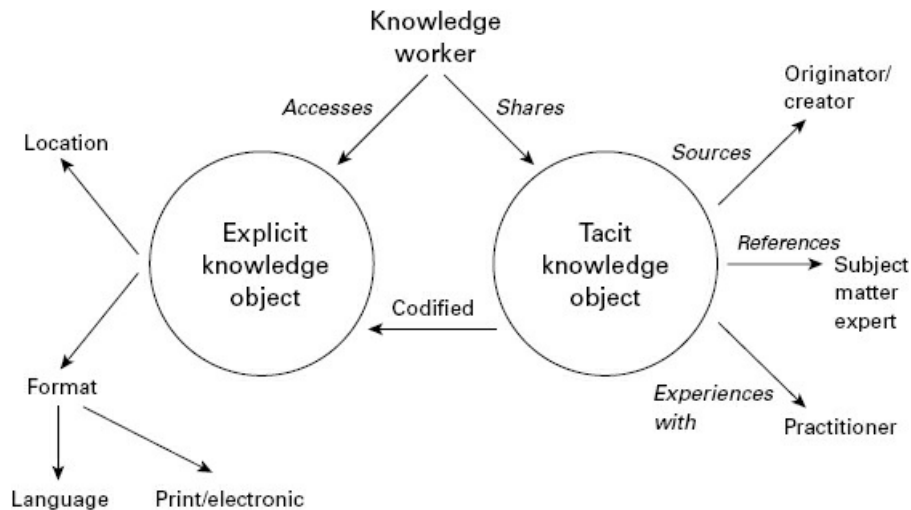 Knowledge
worker
Accesses
Shares
Originator/
creator
Location
Sources
Explicit
knowledge
object
Tacit
knowledge
object
References
Subject
matter
expert
Codified
Format
Experiences
with
Practitioner
Language
Print/electronic